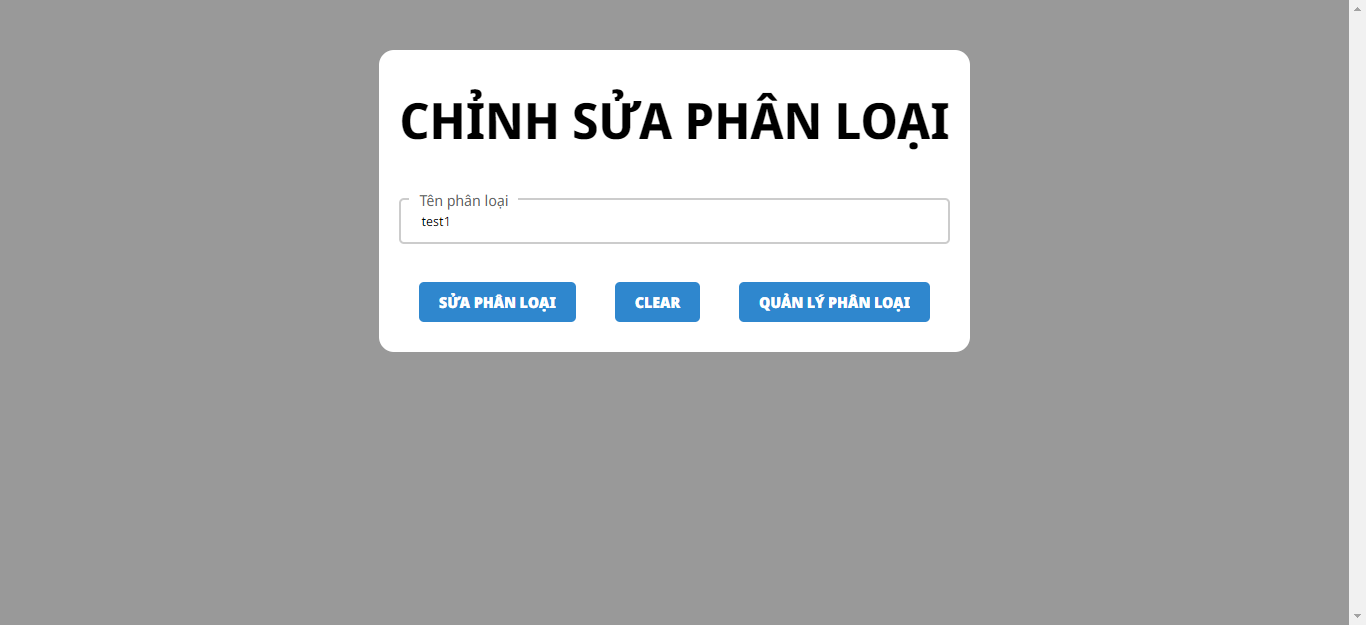 CHỈNH SỬA PHÂN LOẠI
Tên phân loại
test1
SỬA PHÂN LOẠI CLEAR QUẢN LÝ PHÂN LOẠI